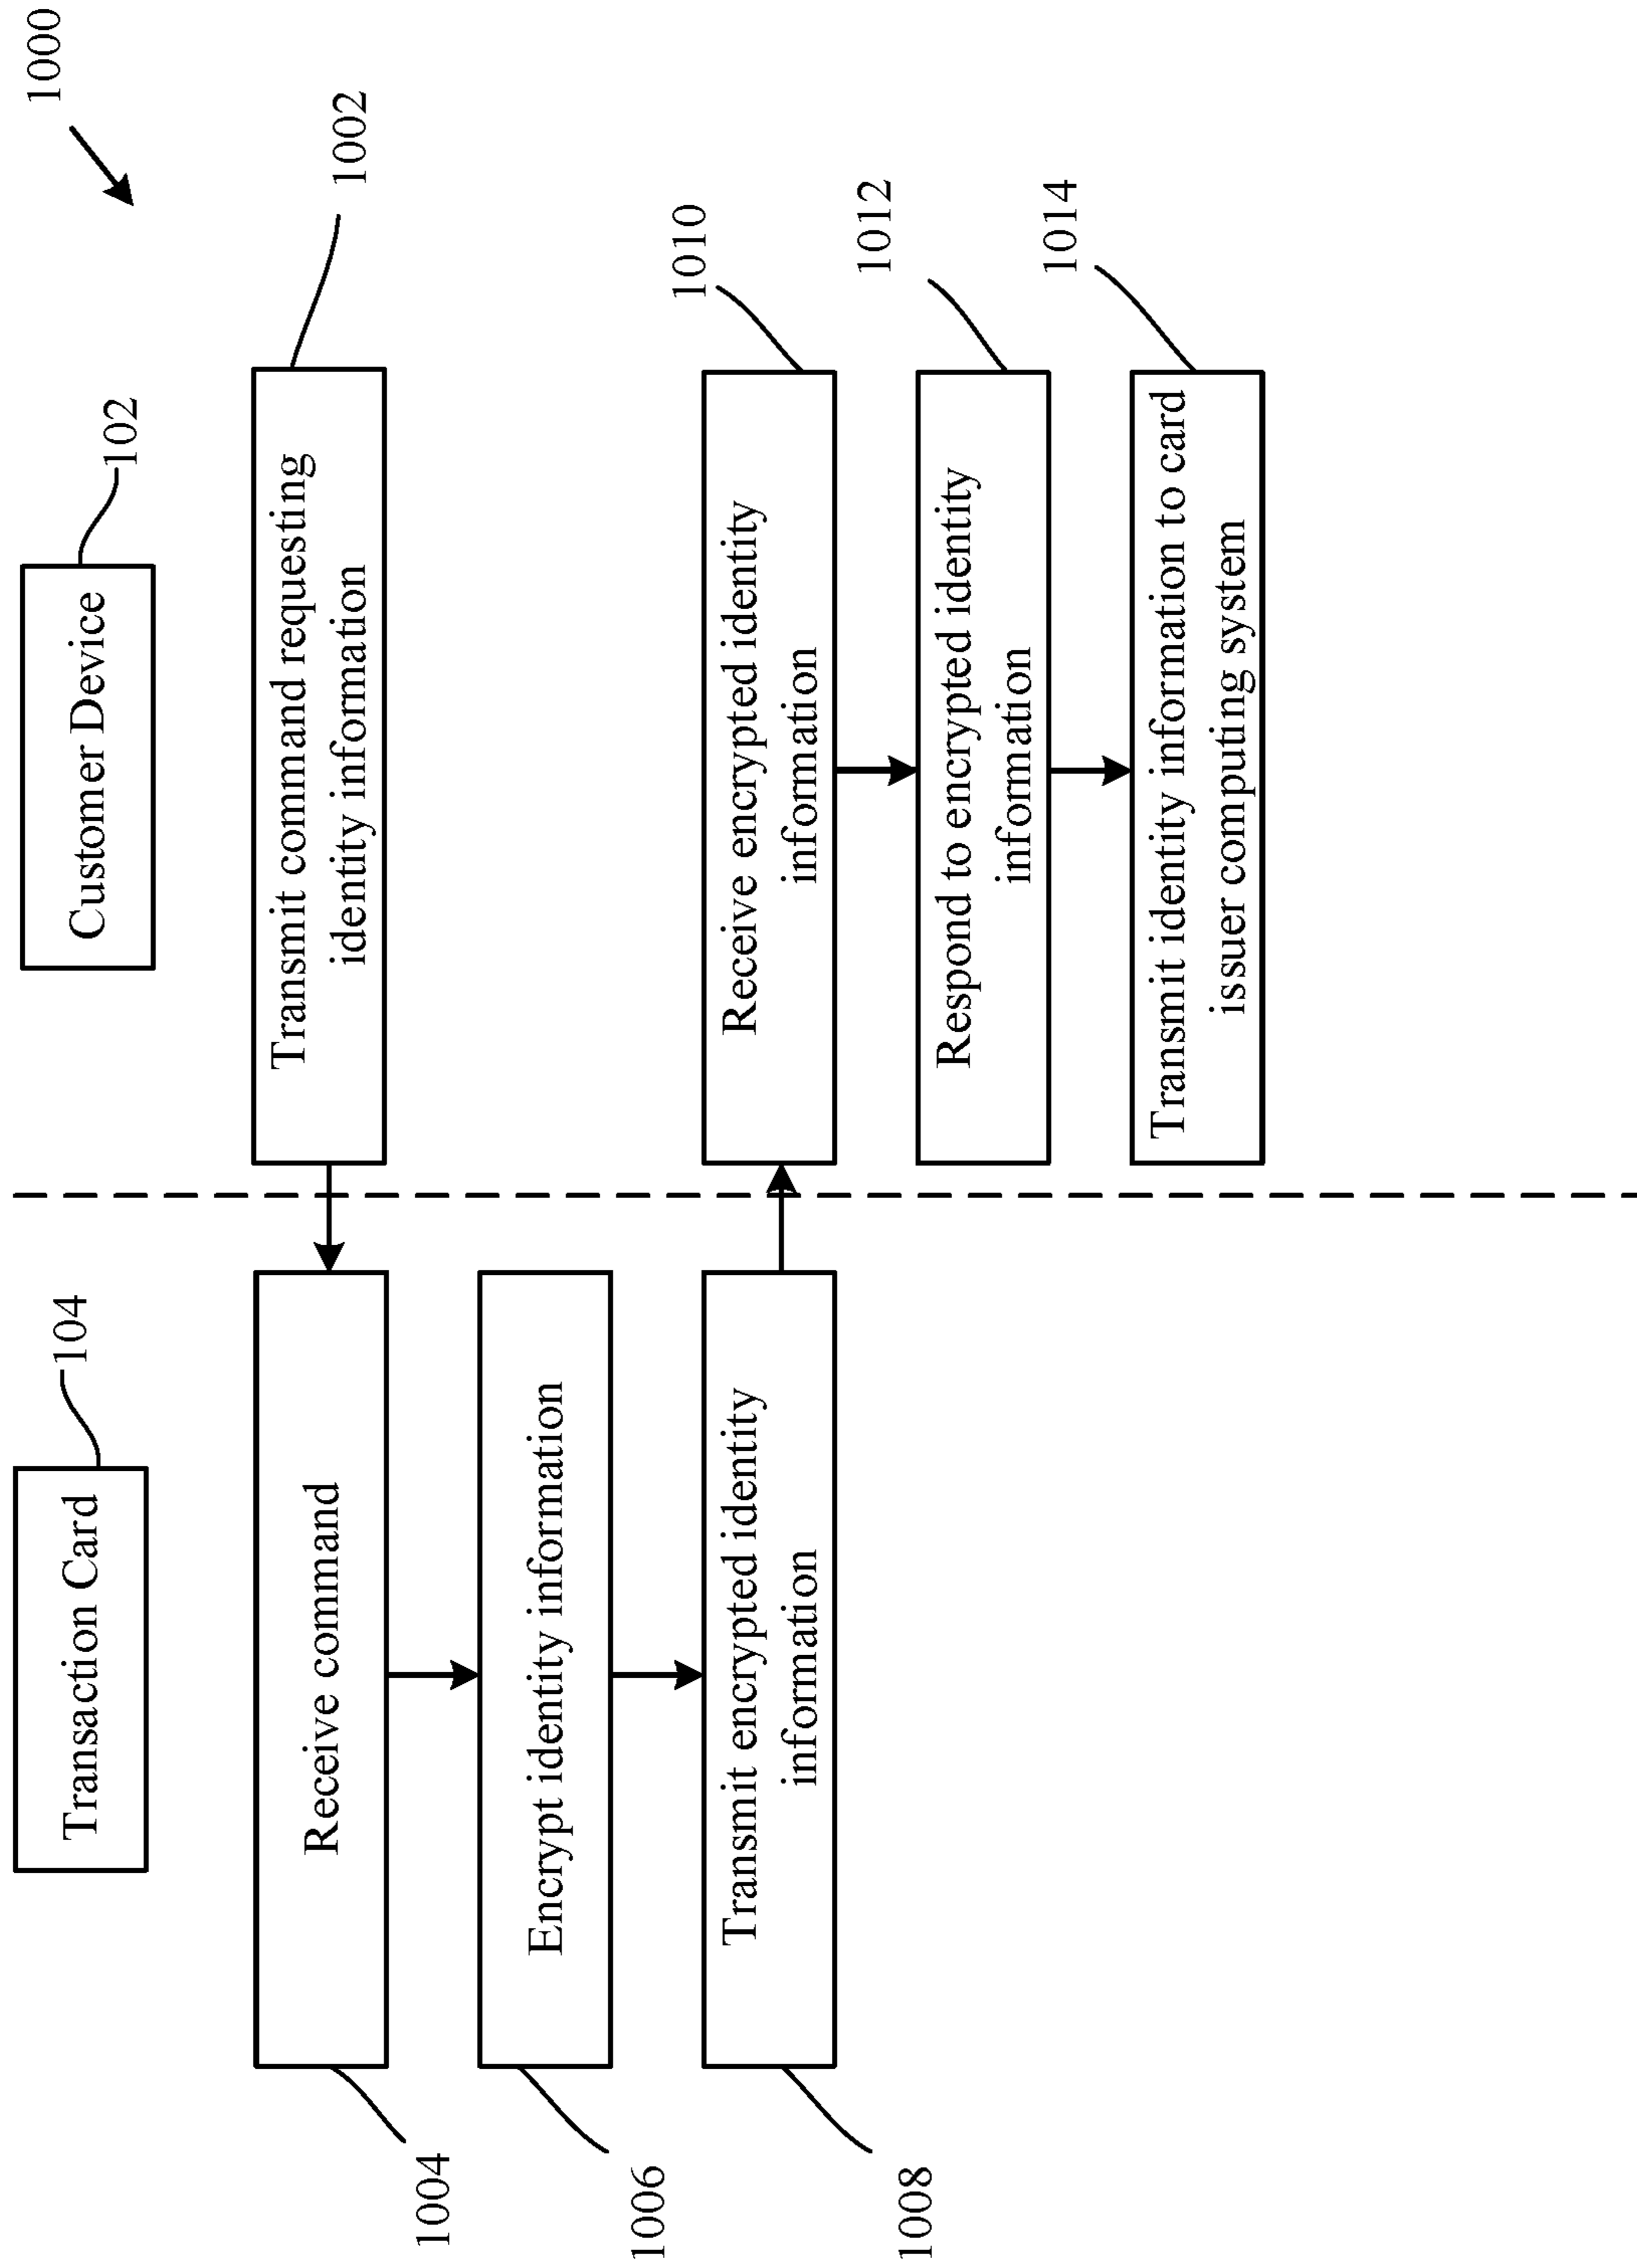 1000
Transaction Card
104
Customer Device
102
Receive command
1004
Transmit command requesting
identity information
1002
Encrypt identity information
1006
Transmit encrypted identity
information
1008
Receive encrypted identity
information
1010
Respond to encrypted identity
information
1012
Transmit identity information to card
issuer computing system
1014